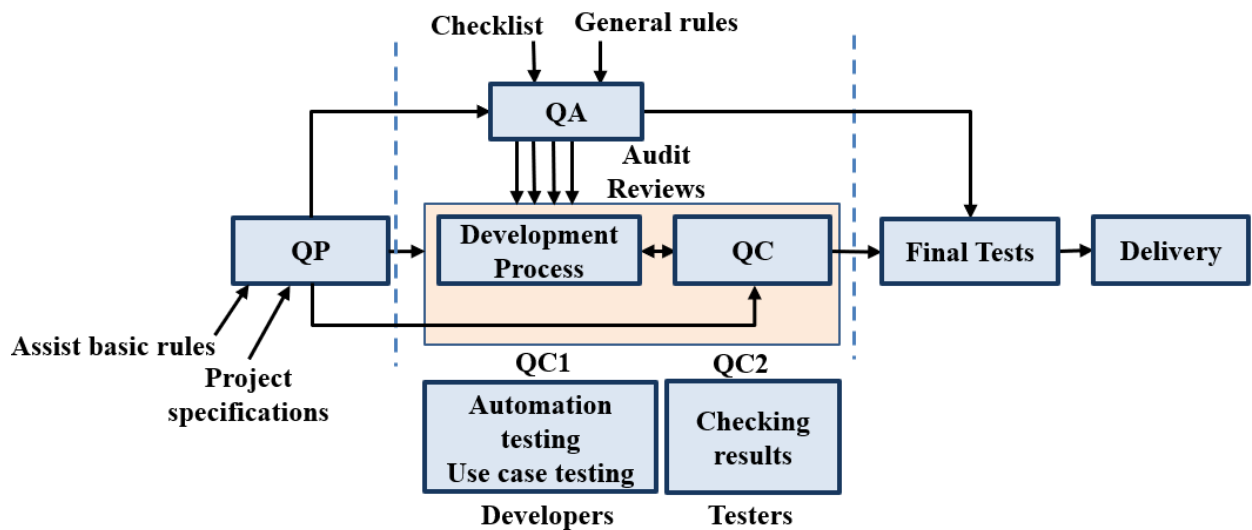 Checklist
General rules
QA
Audit
Reviews
QP
Development
Process
QC
Final Tests
Delivery
Assist basic rules
Project
specifications
QC1
QC2
Automation
testing
Use case testing
Checking
results
Developers
Testers